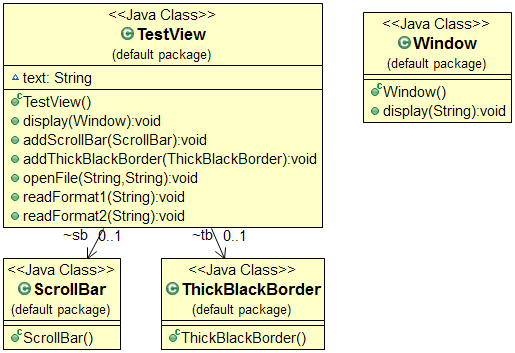 <<Java Class>>
TestView
(default package)
text: String
TestView()
display(Window):void
addScrollBar(ScrollBar):void
addThickBlackBorder(ThickBlackBorder):void
openFile(String,String):void
readFormat1(String):void
readFormat2(String):void
<<Java Class>>
Window
(default package)
Window()
display(String):void
~sb 0..1
~tb 0..1
<<Java Class>>
ScrollBar
(default package)
ScrollBar()
<<Java Class>>
ThickBlackBorder
(default package)
ThickBlackBorder()